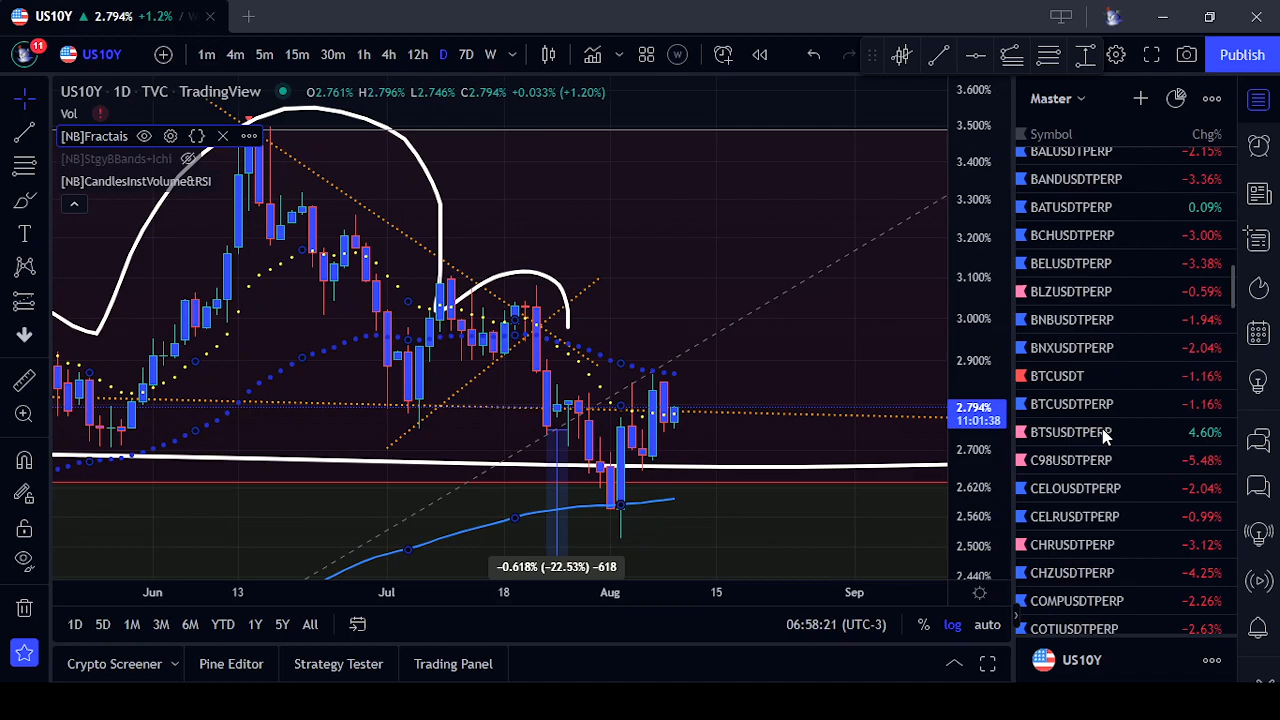 US10Y ▲ 2.794% +1.2% /
11 US10Y 1m 4m 5m 15m 30m 1h 4h 12h D 7D W Publish
US10Y · 1D · TVC · TradingView O2.761% H2.796% L2.746% C2.794% +0.033% (+1.20%)
Vol
[NB]Fractais
[NB]StgyBBands+Ichi
[NB]CandlesInstVolume&RSI
3.600%
3.500%
3.400%
3.300%
3.200%
3.100%
3.000%
2.900%
2.794%
11:01:38
2.700%
2.620%
2.560%
2.500%
2.440%
−0.618% (−22.53%) −618
Jun 13 Jul 18 Aug 15 Sep
1D 5D 1M 3M 6M YTD 1Y 5Y All 06:58:21 (UTC-3) % log auto
Crypto Screener Pine Editor Strategy Tester Trading Panel
Master
Symbol Chg%
BALUSDTPERP −2.15%
BANDUSDTPERP −3.36%
BATUSDTPERP 0.09%
BCHUSDTPERP −3.00%
BELUSDTPERP −3.38%
BLZUSDTPERP −0.59%
BNBUSDTPERP −1.94%
BNXUSDTPERP −2.04%
BTCUSDT −1.16%
BTCUSDTPERP −1.16%
BTSUSDTPERP 4.60%
C98USDTPERP −5.48%
CELOUSDTPERP −2.04%
CELRUSDTPERP −0.99%
CHRUSDTPERP −3.12%
CHZUSDTPERP −4.25%
COMPUSDTPERP −2.26%
COTIUSDTPERP −2.63%
US10Y